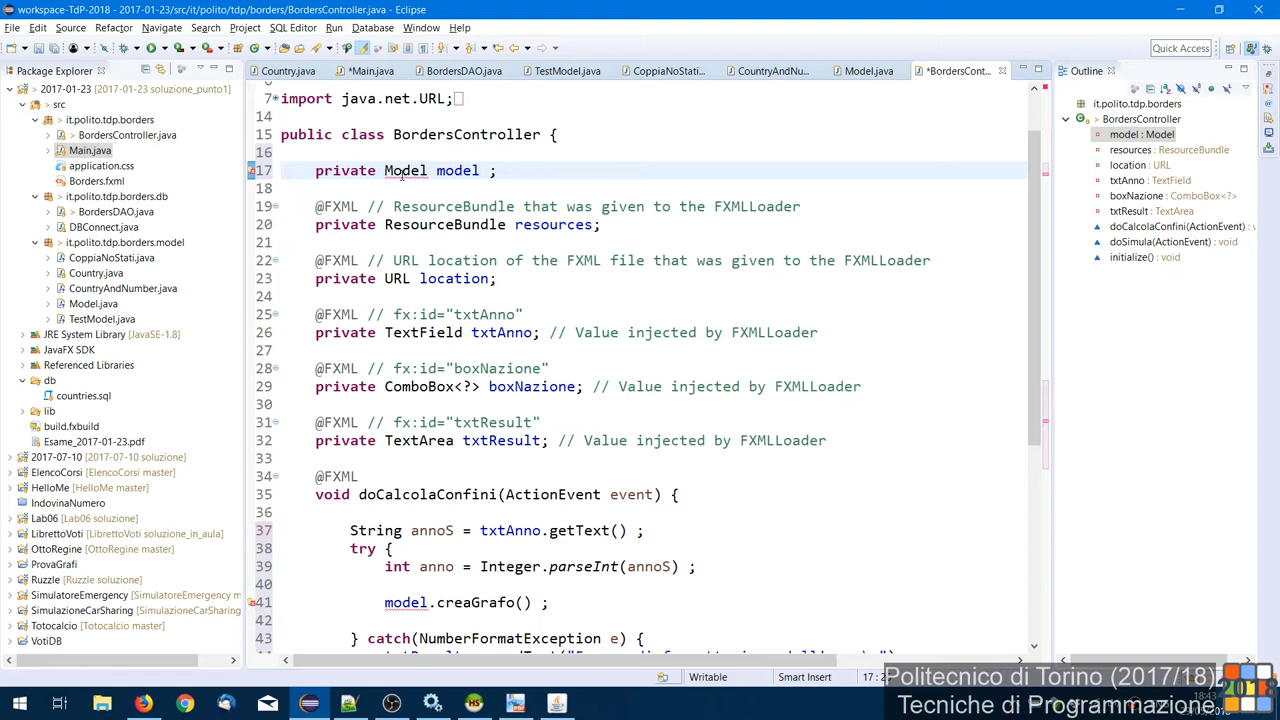 workspace-TdP-2018 - 2017-01-23/src/it/polito/tdp/borders/BordersController.java - Eclipse
File Edit Source Refactor Navigate Search Project SQL Editor Run Database Window Help
Quick Access
Package Explorer
Country.java
*Main.java
BordersDAO.java
TestModel.java
CoppiaNoStati...
CountryAndNu...
Model.java
*BordersCont...
Outline
2017-01-23 [2017-01-23 soluzione_punto1]
src
it.polito.tdp.borders
> BordersController.java
Main.java
application.css
Borders.fxml
it.polito.tdp.borders.db
> BordersDAO.java
DBConnect.java
it.polito.tdp.borders.model
CoppiaNoStati.java
Country.java
CountryAndNumber.java
Model.java
TestModel.java
JRE System Library [JavaSE-1.8]
JavaFX SDK
Referenced Libraries
db
countries.sql
lib
build.fxbuild
Esame_2017-01-23.pdf
2017-07-10 [2017-07-10 soluzione]
ElencoCorsi [ElencoCorsi master]
HelloMe [HelloMe master]
IndovinaNumero
Lab06 [Lab06 soluzione]
LibrettoVoti [LibrettoVoti soluzione_in_aula]
OttoRegine [OttoRegine master]
ProvaGrafi
Ruzzle [Ruzzle soluzione]
SimulatoreEmergency [SimulatoreEmergency m
SimulazioneCarSharing [SimulazioneCarSharing
Totocalcio [Totocalcio master]
VotiDB
7 import java.net.URL;
14
15 public class BordersController {
16
17 private Model model ;
18
19 @FXML // ResourceBundle that was given to the FXMLLoader
20 private ResourceBundle resources;
21
22 @FXML // URL location of the FXML file that was given to the FXMLLoader
23 private URL location;
24
25 @FXML // fx:id="txtAnno"
26 private TextField txtAnno; // Value injected by FXMLLoader
27
28 @FXML // fx:id="boxNazione"
29 private ComboBox<?> boxNazione; // Value injected by FXMLLoader
30
31 @FXML // fx:id="txtResult"
32 private TextArea txtResult; // Value injected by FXMLLoader
33
34 @FXML
35 void doCalcolaConfini(ActionEvent event) {
36
37 String annoS = txtAnno.getText() ;
38 try {
39 int anno = Integer.parseInt(annoS) ;
40
41 model.creaGrafo() ;
42
43 } catch(NumberFormatException e) {
it.polito.tdp.borders
BordersController
model : Model
resources : ResourceBundle
location : URL
txtAnno : TextField
boxNazione : ComboBox<?>
txtResult : TextArea
doCalcolaConfini(ActionEvent) : v
doSimula(ActionEvent) : void
initialize() : void
Writable
Smart Insert
Politecnico di Torino (2017/18)
Tecniche di Programmazione
2018
18:43